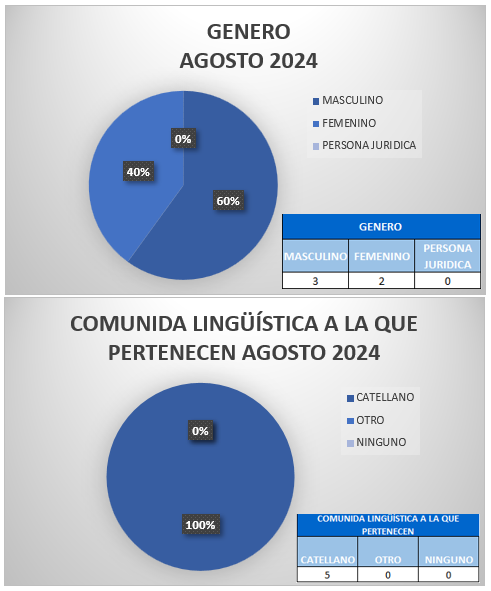 GENERO
AGOSTO 2024
MASCULINO
FEMENINO
PERSONA JURIDICA
0%
40%
60%
GENERO
MASCULINO FEMENINO PERSONA JURIDICA
3 2 0
COMUNIDA LINGÜÍSTICA A LA QUE
PERTENECEN AGOSTO 2024
CATELLANO
OTRO
NINGUNO
0%
100%
COMUNIDA LINGÜÍSTICA A LA QUE
PERTENECEN
CATELLANO OTRO NINGUNO
5 0 0